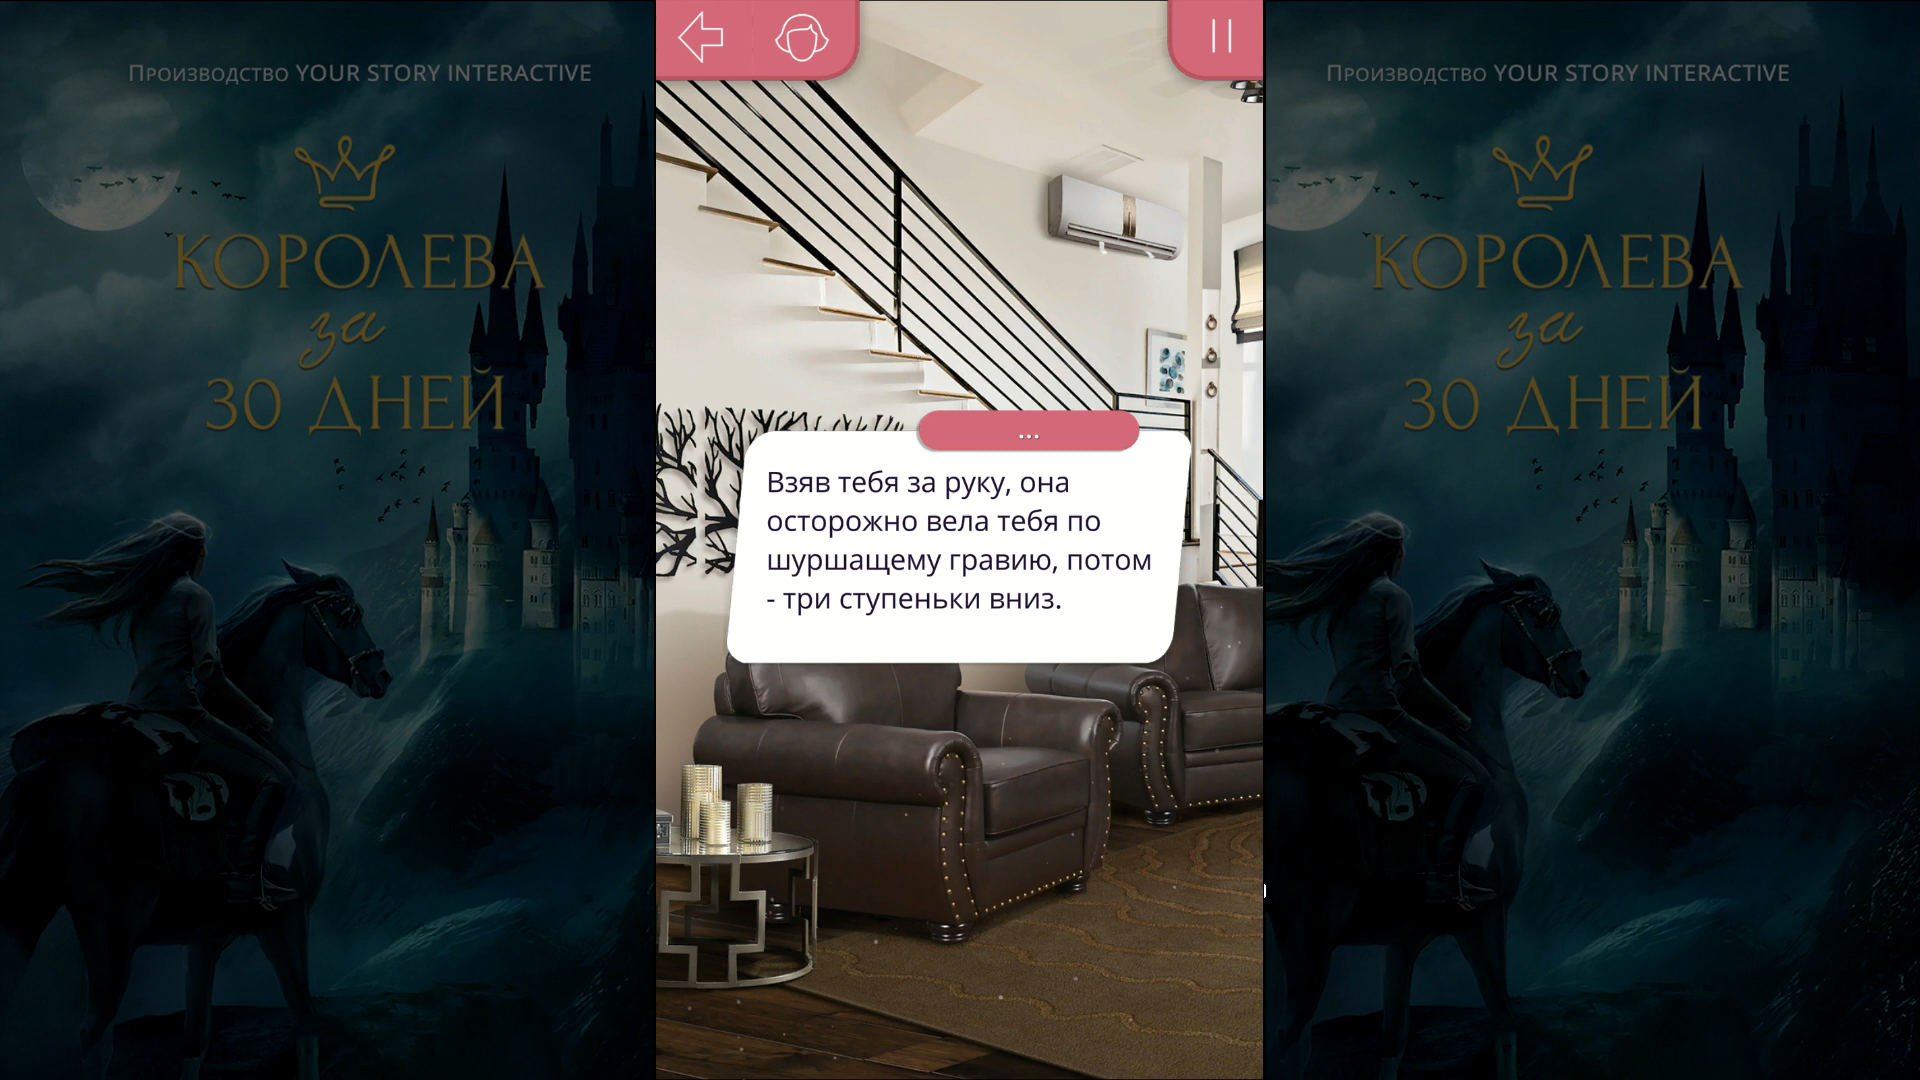 Производство YOUR STORY INTERACTIVE
КОРОЛЕВА
за
30 ДНЕЙ
...
Взяв тебя за руку, она
осторожно вела тебя по
шуршащему гравию, потом
- три ступеньки вниз.
Производство YOUR STORY INTERACTIVE
КОРОЛЕВА
за
30 ДНЕЙ